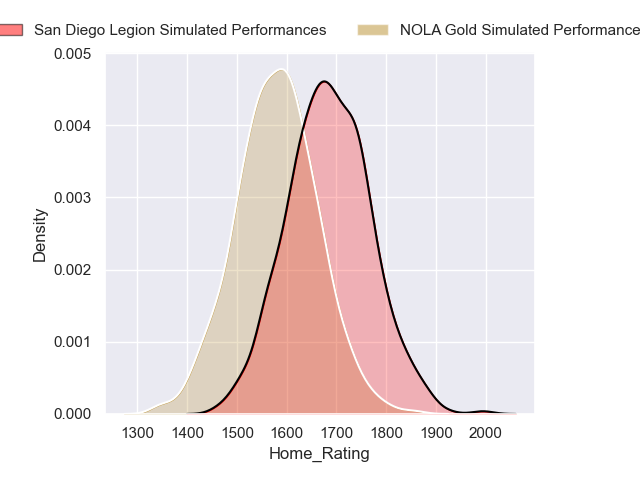 San Diego Legion Simulated Performances
NOLA Gold Simulated Performance
0.005
0.004
0.003
0.002
0.001
0.000
Density
1300 1400 1500 1600 1700 1800 1900 2000
Home_Rating